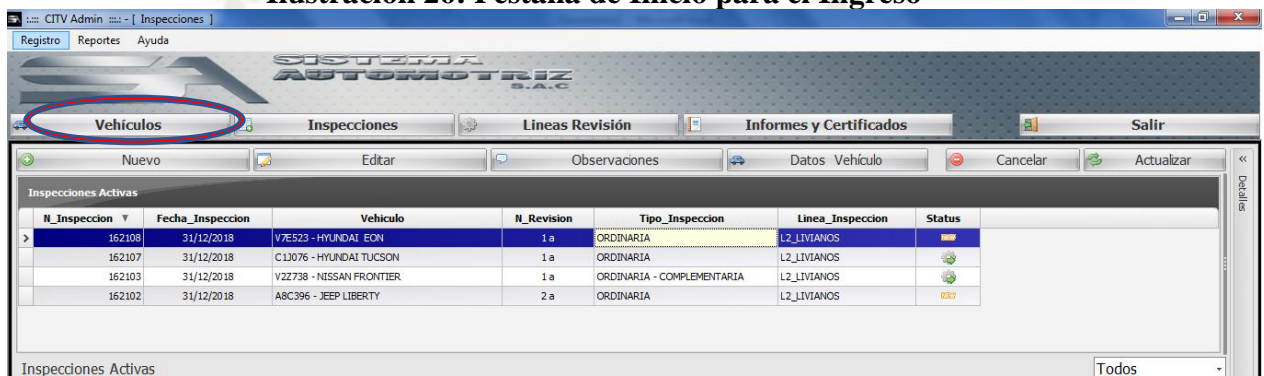 Ilustración 20: Pestaña de Inicio para el Ingreso
.:::: CITV Admin ::::.: - [ Inspecciones ]
Registro Reportes Ayuda
SISTEMA
AUTOMOTRIZ
S.A.C
Vehículos Inspecciones Lineas Revisión Informes y Certificados Salir
Nuevo Editar Observaciones Datos Vehículo Cancelar Actualizar «
Detalles
Inspecciones Activas
N_Inspeccion Fecha_Inspeccion Vehiculo N_Revision Tipo_Inspeccion Linea_Inspeccion Status
162108 31/12/2018 V7E523 - HYUNDAI EON 1 a ORDINARIA L2_LIVIANOS NEW
162107 31/12/2018 C1J076 - HYUNDAI TUCSON 1 a ORDINARIA L2_LIVIANOS
162103 31/12/2018 V2Z738 - NISSAN FRONTIER 1 a ORDINARIA - COMPLEMENTARIA L2_LIVIANOS
162102 31/12/2018 A8C396 - JEEP LIBERTY 2 a ORDINARIA L2_LIVIANOS NEW
Inspecciones Activas Todos